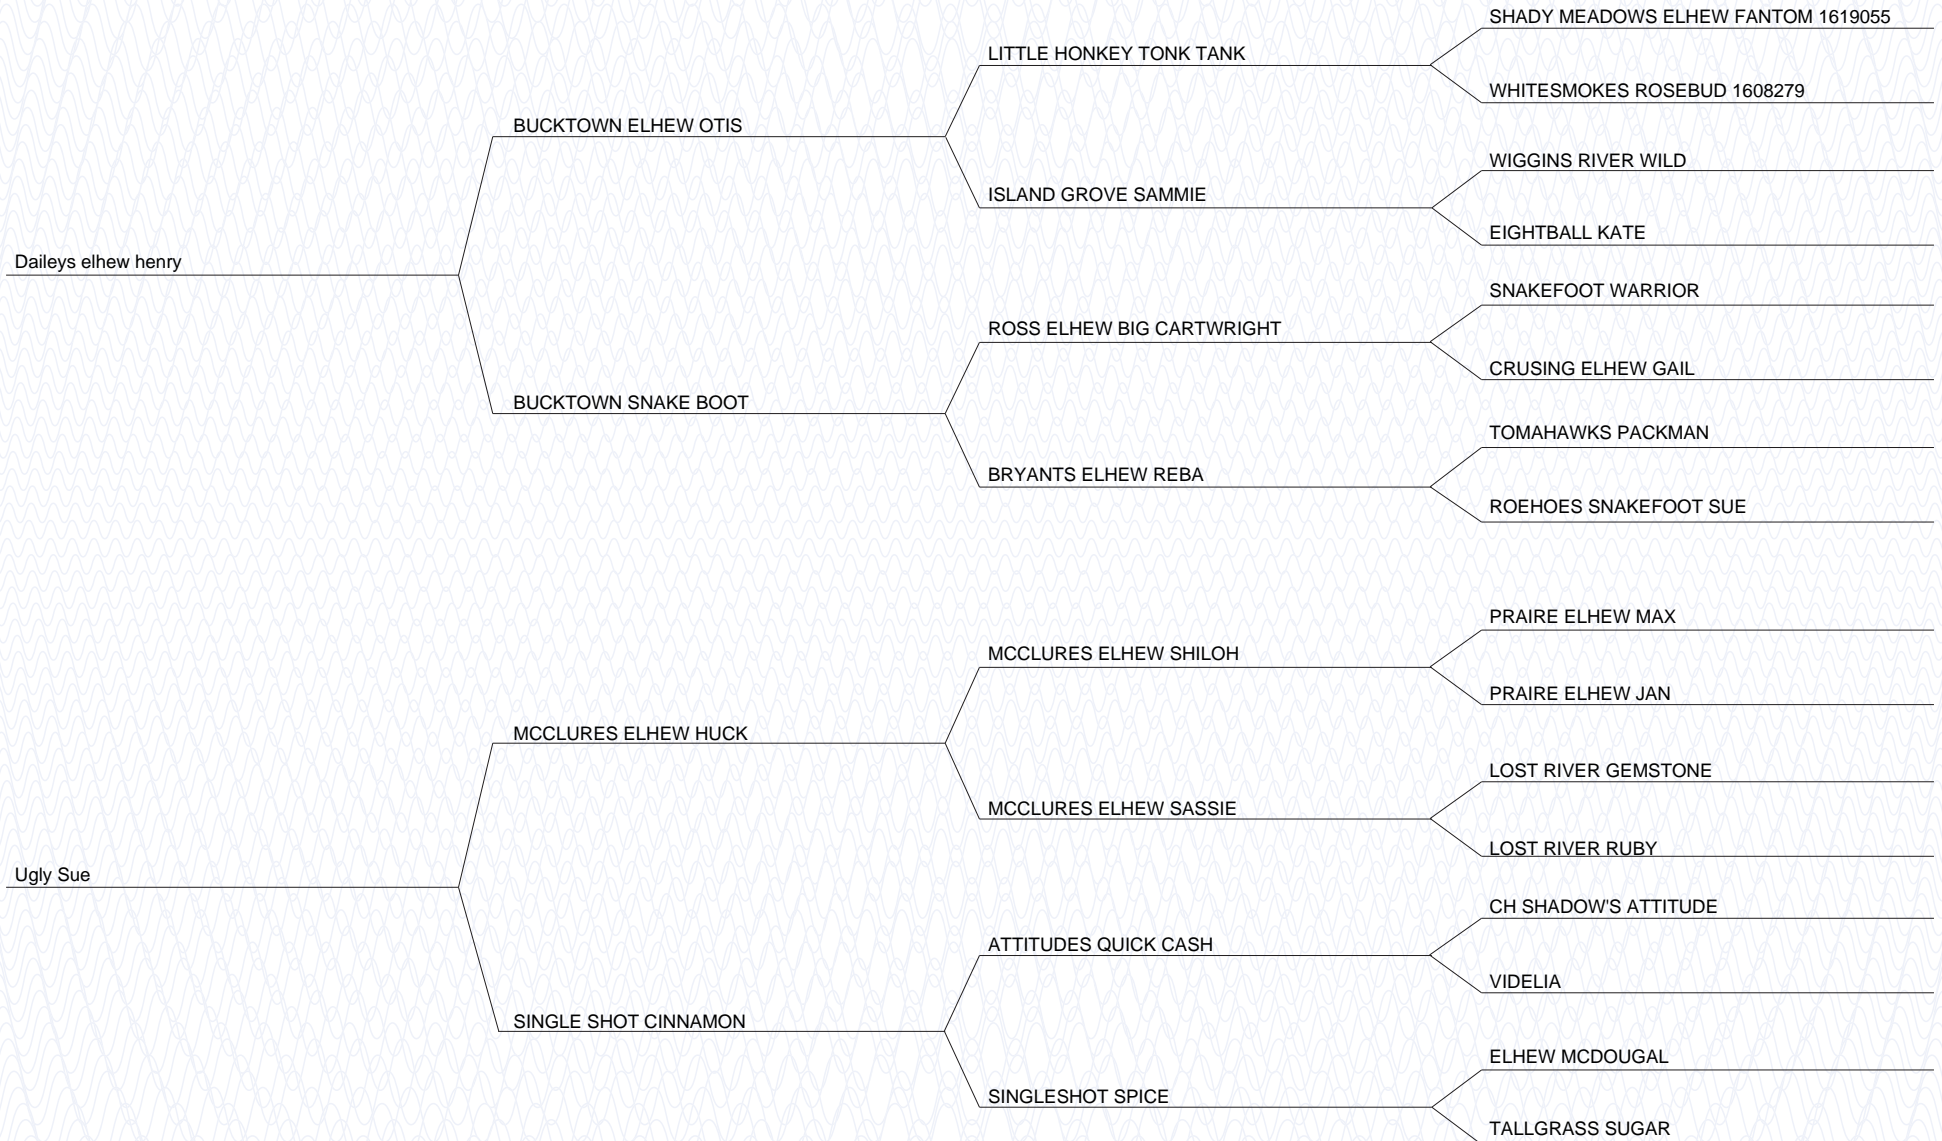 SHADY MEADOWS ELHEW FANTOM 1619055
LITTLE HONKEY TONK TANK
WHITESMOKES ROSEBUD 1608279
BUCKTOWN ELHEW OTIS
WIGGINS RIVER WILD
ISLAND GROVE SAMMIE
EIGHTBALL KATE
Daileys elhew henry
SNAKEFOOT WARRIOR
ROSS ELHEW BIG CARTWRIGHT
CRUSING ELHEW GAIL
BUCKTOWN SNAKE BOOT
TOMAHAWKS PACKMAN
BRYANTS ELHEW REBA
ROEHOES SNAKEFOOT SUE
PRAIRE ELHEW MAX
MCCLURES ELHEW SHILOH
PRAIRE ELHEW JAN
MCCLURES ELHEW HUCK
LOST RIVER GEMSTONE
MCCLURES ELHEW SASSIE
LOST RIVER RUBY
Ugly Sue
CH SHADOW'S ATTITUDE
ATTITUDES QUICK CASH
VIDELIA
SINGLE SHOT CINNAMON
ELHEW MCDOUGAL
SINGLESHOT SPICE
TALLGRASS SUGAR